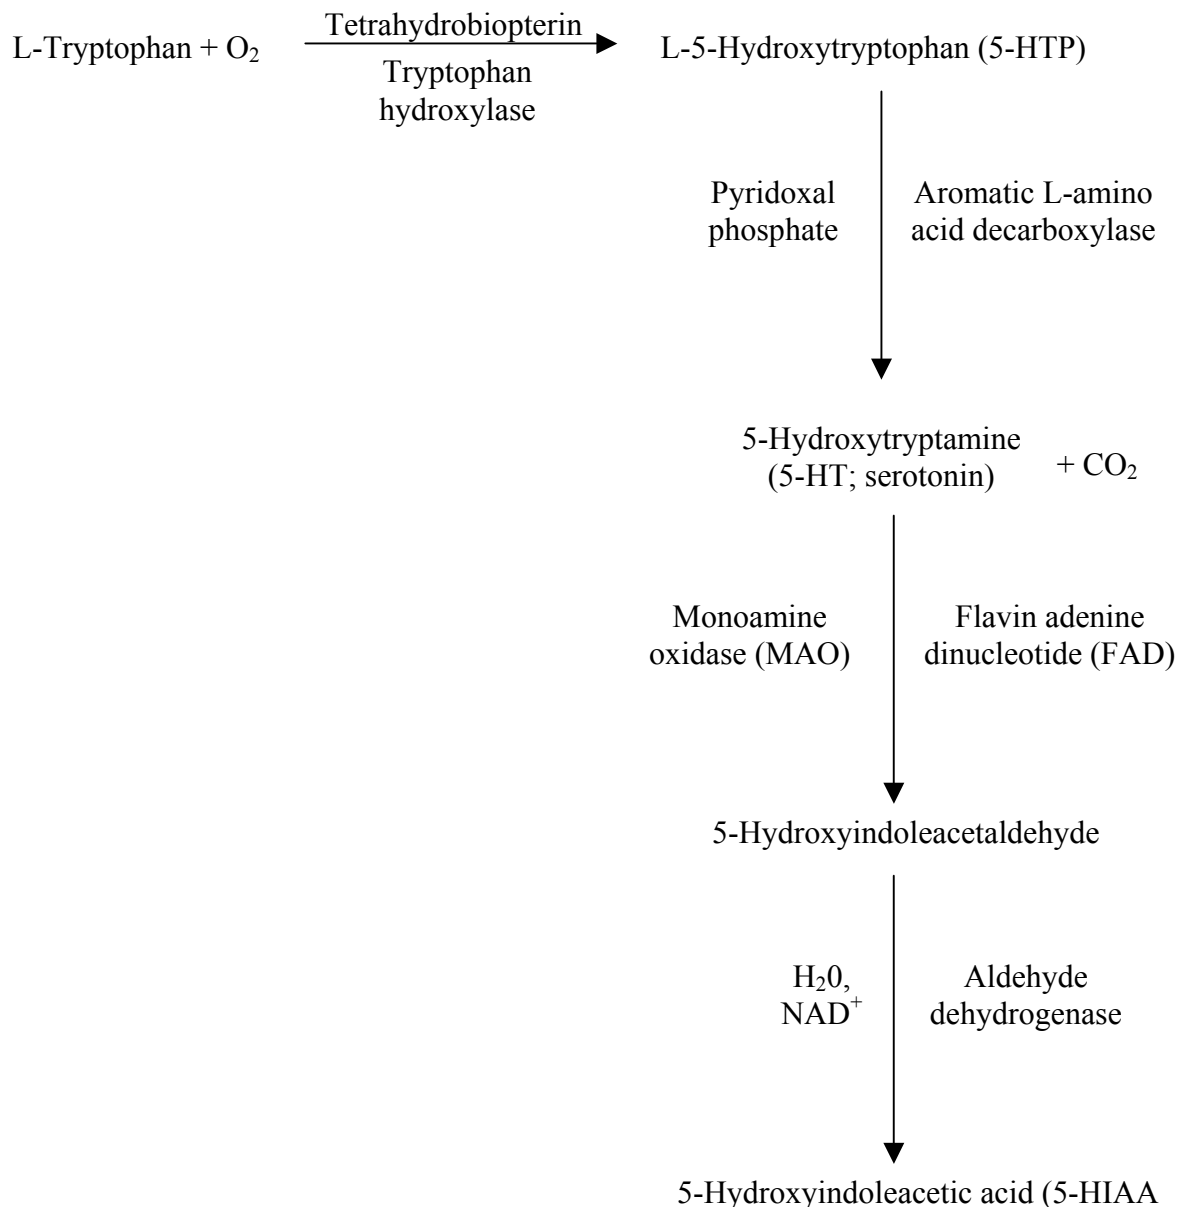 Tetrahydrobiopterin
L-Tryptophan + O₂
L-5-Hydroxytryptophan (5-HTP)
Tryptophan
hydroxylase
Pyridoxal
phosphate
Aromatic L-amino
acid decarboxylase
5-Hydroxytryptamine
(5-HT; serotonin)
+ CO₂
Monoamine
oxidase (MAO)
Flavin adenine
dinucleotide (FAD)
5-Hydroxyindoleacetaldehyde
H₂0,
NAD⁺
Aldehyde
dehydrogenase
5-Hydroxyindoleacetic acid (5-HIAA